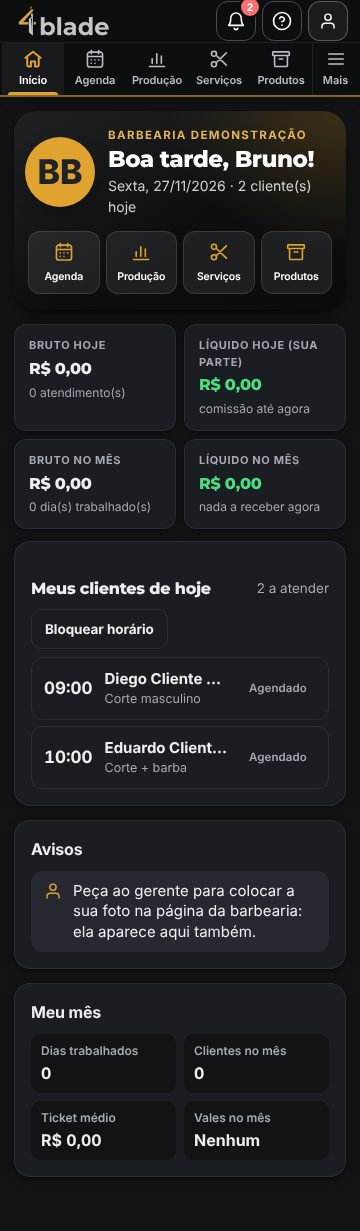 4blade
2
Início
Agenda
Produção
Serviços
Produtos
Mais
BB
BARBEARIA DEMONSTRAÇÃO
Boa tarde, Bruno!
Sexta, 27/11/2026 · 2 cliente(s)
hoje
Agenda
Produção
Serviços
Produtos
BRUTO HOJE
R$ 0,00
0 atendimento(s)
LÍQUIDO HOJE (SUA
PARTE)
R$ 0,00
comissão até agora
BRUTO NO MÊS
R$ 0,00
0 dia(s) trabalhado(s)
LÍQUIDO NO MÊS
R$ 0,00
nada a receber agora
Meus clientes de hoje
2 a atender
Bloquear horário
09:00
Diego Cliente ...
Corte masculino
Agendado
10:00
Eduardo Client...
Corte + barba
Agendado
Avisos
Peça ao gerente para colocar a
sua foto na página da barbearia:
ela aparece aqui também.
Meu mês
Dias trabalhados
0
Clientes no mês
0
Ticket médio
R$ 0,00
Vales no mês
Nenhum